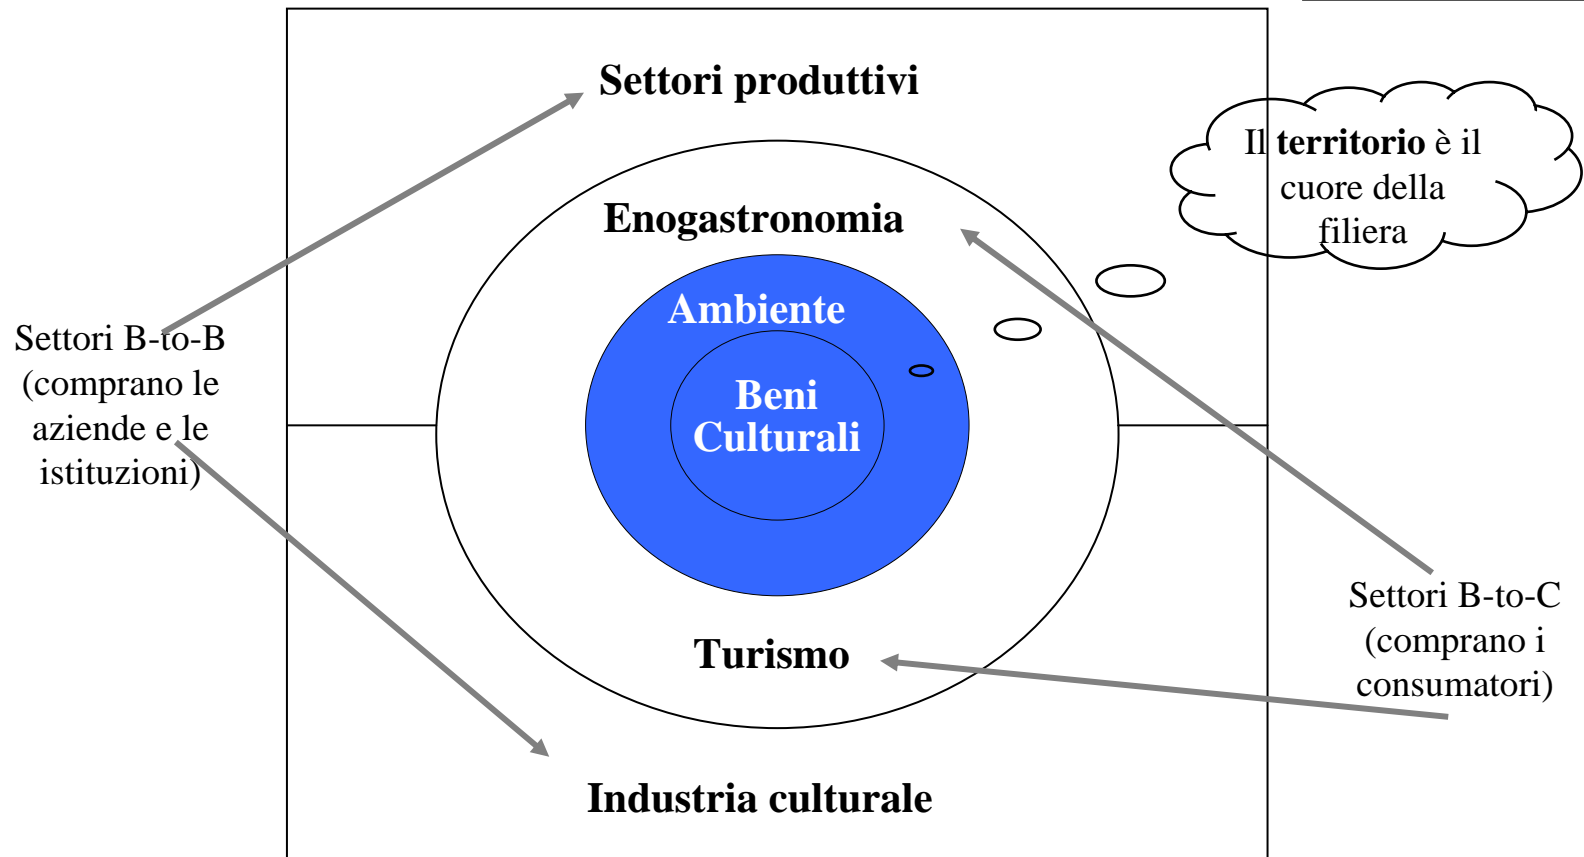 Settori produttivi
Il territorio è il
cuore della
filiera
Enogastronomia
Ambiente
Settori B-to-B
(comprano le
aziende e le
istituzioni)
Beni
Culturali
Settori B-to-C
(comprano i
consumatori)
Turismo
Industria culturale